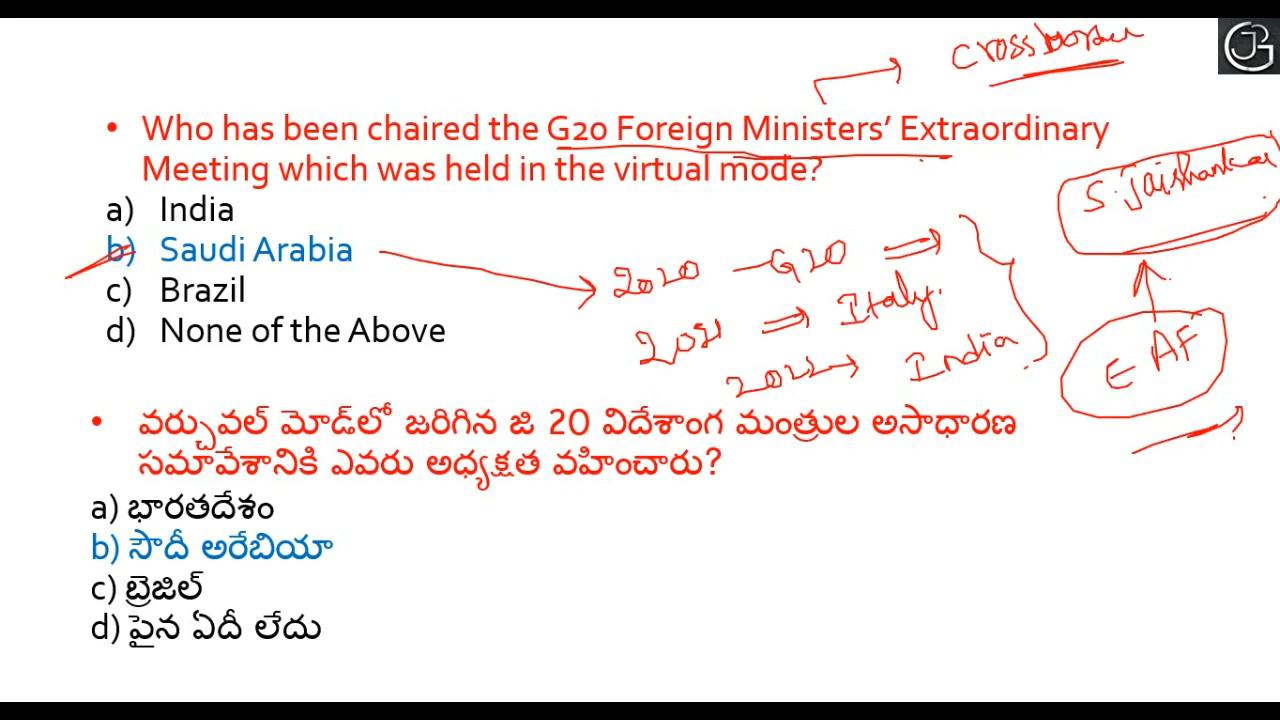 crossborder
• Who has been chaired the G20 Foreign Ministers' Extraordinary
Meeting which was held in the virtual mode?
S. Jaishankar
a) India
b) Saudi Arabia
2020 - G20 ⇒
c) Brazil
2021 ⇒ Italy.
d) None of the Above
2022 → India
EAF
• వర్చువల్ మోడ్‌లో జరిగిన జి 20 విదేశాంగ మంత్రుల అసాధారణ
సమావేశానికి ఎవరు అధ్యక్షత వహించారు?
a) భారతదేశం
b) సౌదీ అరేబియా
c) బ్రెజిల్
d) పైన ఏదీ లేదు